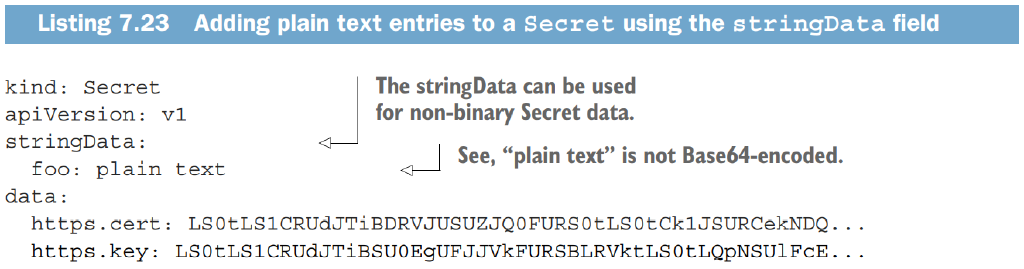 Listing 7.23 Adding plain text entries to a Secret using the stringData field
kind: Secret
apiVersion: v1
stringData:
  foo: plain text
data:
  https.cert: LS0tLS1CRUdJTiBDRVJUSUZJQ0FURS0tLS0tCk1JSURCekNDQ...
  https.key: LS0tLS1CRUdJTiBSU0EgUFJJVkFURSBLRVktLS0tLQpNSUlFcE...
The stringData can be used
for non-binary Secret data.
See, “plain text” is not Base64-encoded.